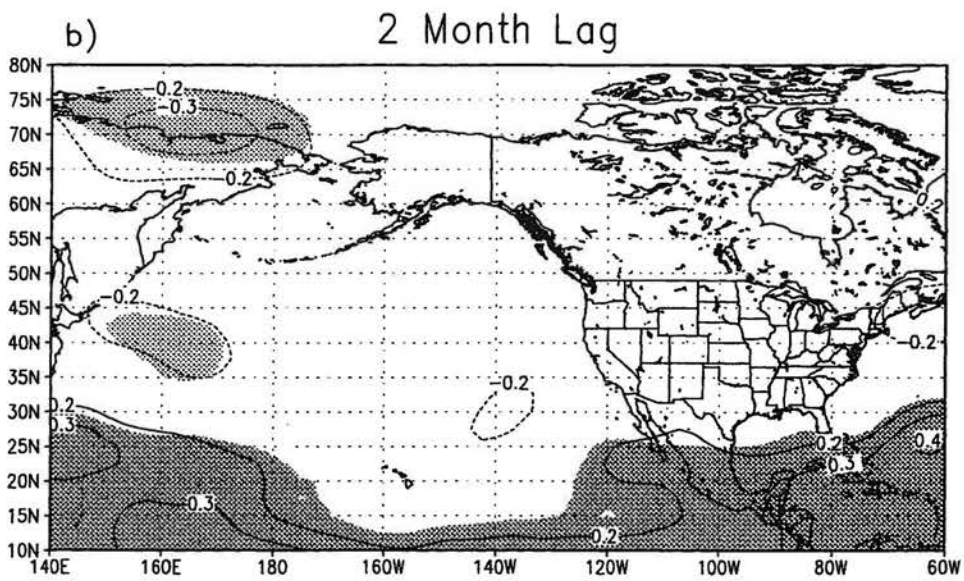 b) 2 Month Lag
80N
75N
70N
65N
60N
55N
50N
45N
40N
35N
30N
25N
20N
15N
10N
-0.2
-0.3
-0.2
0.2
-0.2
-0.2
-0.2
0.2
0.3
0.3
0.2
0.2
0.3
0.4
140E 160E 180 160W 140W 120W 100W 80W 60W